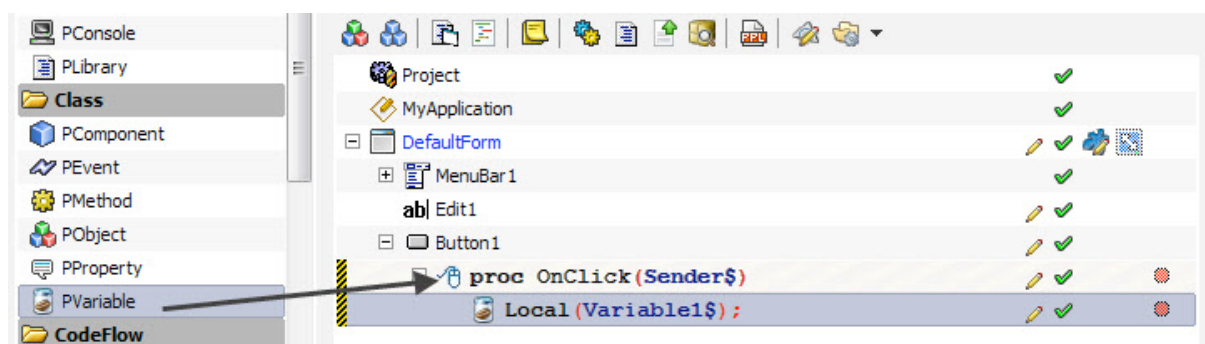 PConsole
PLibrary
Class
PComponent
PEvent
PMethod
PObject
PProperty
PVariable
CodeFlow
PPL
Project
MyApplication
DefaultForm
MenuBar1
ab Edit1
Button1
proc OnClick(Sender$)
Local(Variable1$);